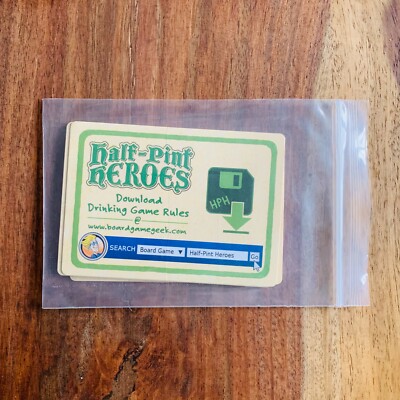 Half-Pint
HEROES
Download
Drinking Game Rules
@
www.boardgamegeek.com
HPH
SEARCH Board Game ▼ Half-Pint Heroes Go